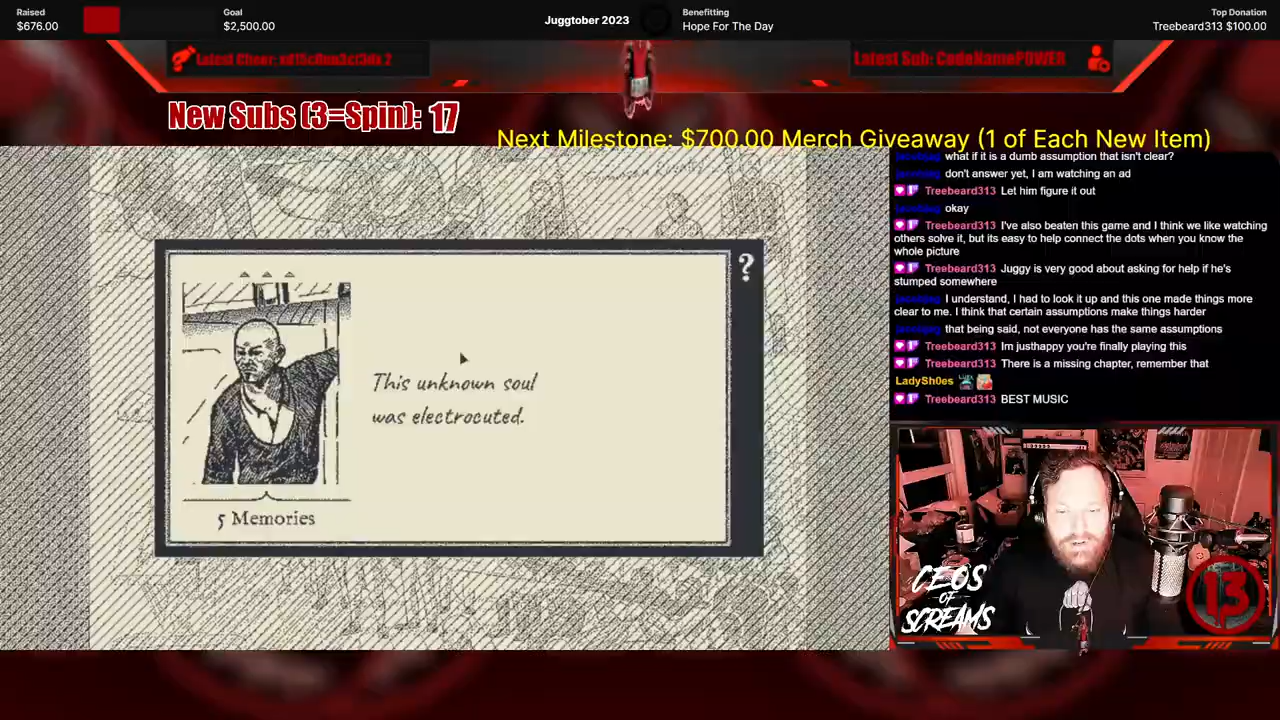 Raised
$676.00
Goal
$2,500.00
Juggtober 2023
Benefitting
Hope For The Day
Top Donation
Treebeard313 $100.00
Latest Cheer:
Latest Sub: CodeNamePOWER
New Subs (3=Spin): 17
Next Milestone: $700.00 Merch Giveaway (1 of Each New Item)
what if it is a dumb assumption that isn't clear?
don't answer yet, I am watching an ad
Treebeard313 Let him figure it out
okay
Treebeard313 I've also beaten this game and I think we like watching
others solve it, but its easy to help connect the dots when you know the
whole picture
Treebeard313 Juggy is very good about asking for help if he's
stumped somewhere
I understand, I had to look it up and this one made things more
clear to me. I think that certain assumptions make things harder
that being said, not everyone has the same assumptions
Treebeard313 Im justhappy you're finally playing this
Treebeard313 There is a missing chapter, remember that
LadySh0es
Treebeard313 BEST MUSIC
?
This unknown soul
was electrocuted.
5 Memories
CEOS
OF
SCREAMS
13